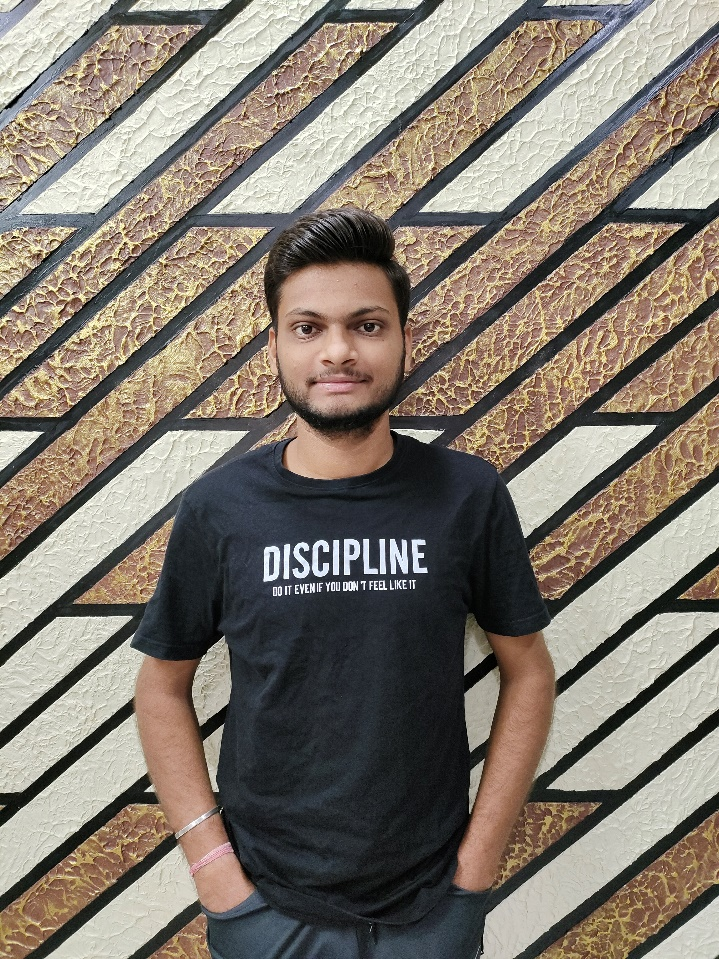 DISCIPLINE
DO IT EVEN IF YOU DON'T FEEL LIKE IT